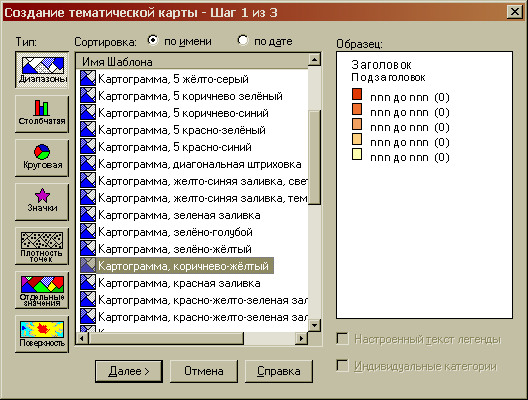 Создание тематической карты - Шаг 1 из 3
Тип:
Сортировка:
по имени
по дате
Диапазоны
Столбчатая
Круговая
Значки
Плотность
точек
Отдельные
значения
Поверхность
Имя Шаблона
Картограмма, 5 жёлто-серый
Картограмма, 5 коричнево зелёный
Картограмма, 5 коричнево-синий
Картограмма, 5 красно-зелёный
Картограмма, 5 красно-синий
Картограмма, диагональная штриховка
Картограмма, желто-синяя заливка, све
Картограмма, желто-синяя заливка, тем
Картограмма, зеленая заливка
Картограмма, зелёно-голубой
Картограмма, зелёно-жёлтый
Картограмма, коричнево-жёлтый
Картограмма, красная заливка
Картограмма, красно-желто-зеленая зал
Картограмма, красно-желто-зеленая зал
Образец:
Заголовок
Подзаголовок
nnn до nnn (0)
nnn до nnn (0)
nnn до nnn (0)
nnn до nnn (0)
nnn до nnn (0)
Настроенный текст легенды
Индивидуальные категории
Далее >
Отмена
Справка